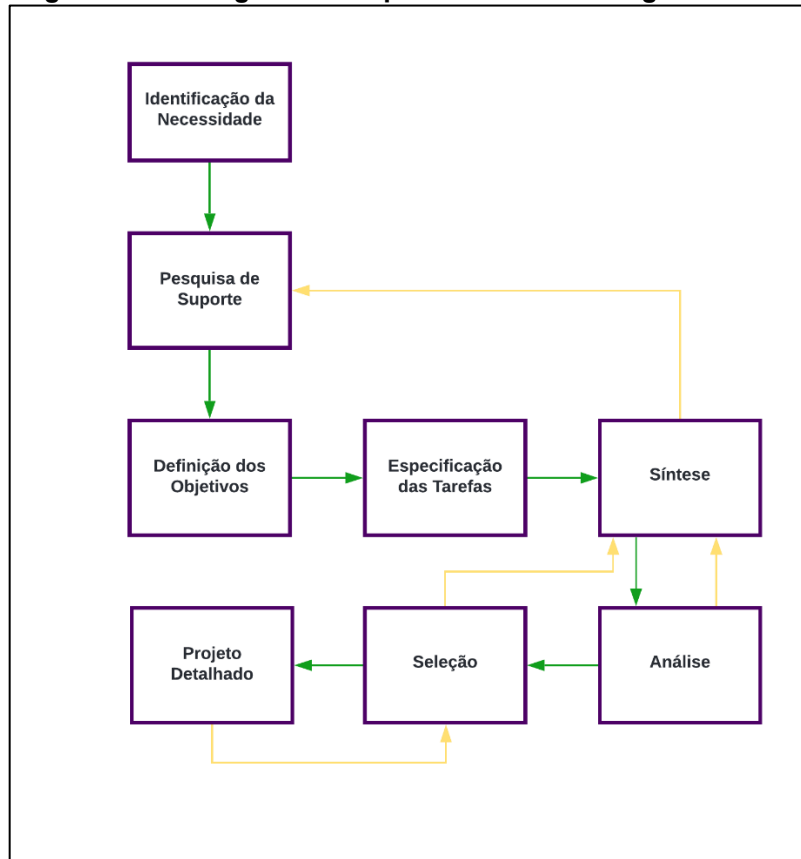 Identificação da
Necessidade
Pesquisa de
Suporte
Definição dos
Objetivos
Especificação
das Tarefas
Síntese
Projeto
Detalhado
Seleção
Análise